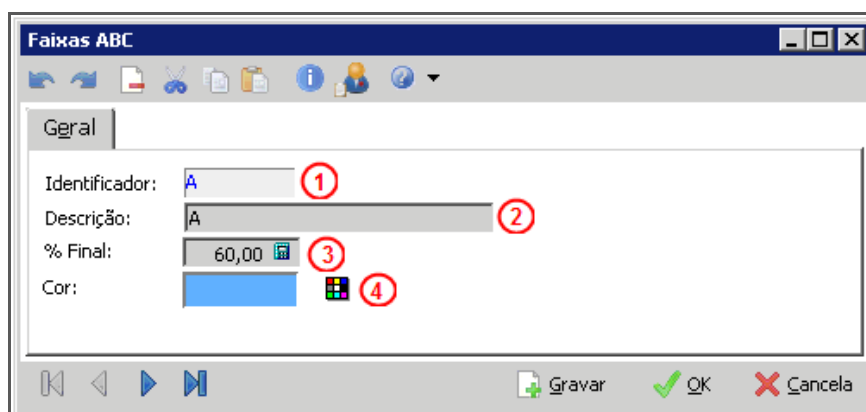 Faixas ABC
Geral
Identificador: A 1
Descrição: A 2
% Final: 60,00 3
Cor: 4
Gravar OK Cancela